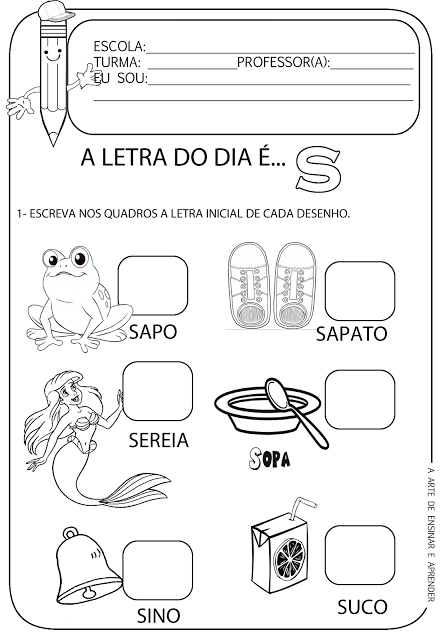 ESCOLA:
TURMA: PROFESSOR(A):
EU SOU:
A LETRA DO DIA É... S
1- ESCREVA NOS QUADROS A LETRA INICIAL DE CADA DESENHO.
SAPO
SAPATO
SEREIA
SOPA
SINO
SUCO
A ARTE DE ENSINAR E APRENDER